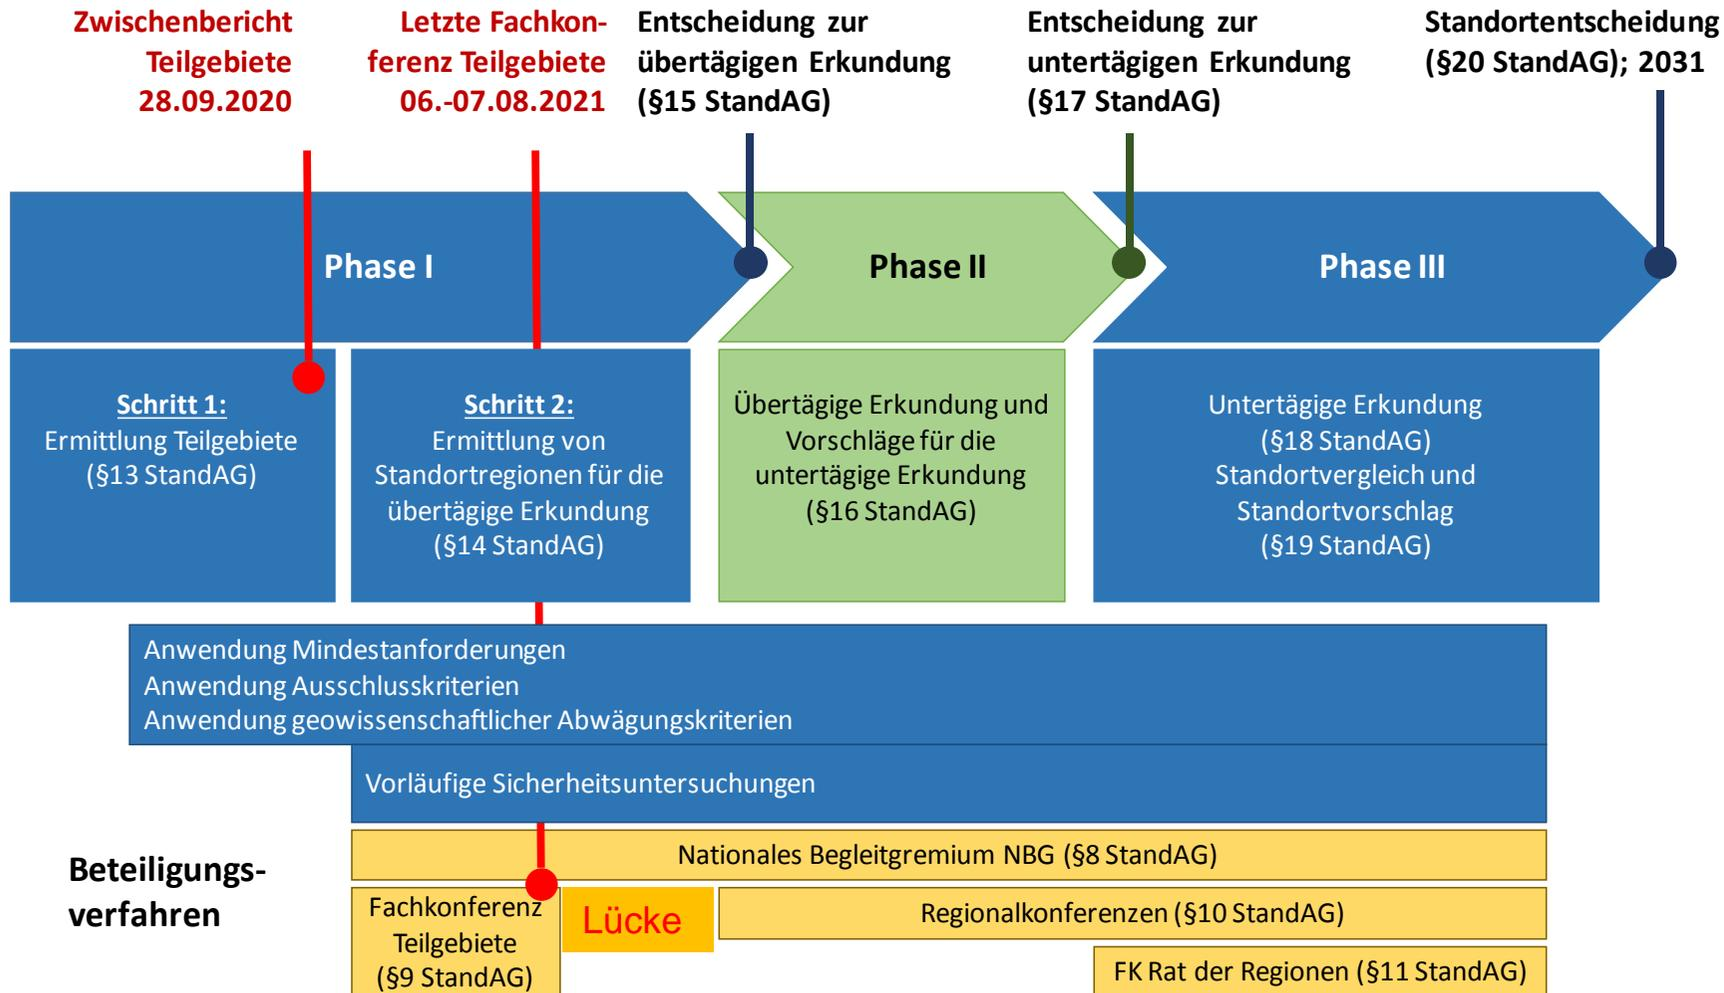 Zwischenbericht
Teilgebiete
28.09.2020
Letzte Fachkon-
ferenz Teilgebiete
06.-07.08.2021
Entscheidung zur
übertägigen Erkundung
(§15 StandAG)
Entscheidung zur
untertägigen Erkundung
(§17 StandAG)
Standortentscheidung
(§20 StandAG); 2031
Phase I
Phase II
Phase III
Schritt 1:
Ermittlung Teilgebiete
(§13 StandAG)
Schritt 2:
Ermittlung von
Standortregionen für die
übertägige Erkundung
(§14 StandAG)
Übertägige Erkundung und
Vorschläge für die
untertägige Erkundung
(§16 StandAG)
Untertägige Erkundung
(§18 StandAG)
Standortvergleich und
Standortvorschlag
(§19 StandAG)
Anwendung Mindestanforderungen
Anwendung Ausschlusskriterien
Anwendung geowissenschaftlicher Abwägungskriterien
Vorläufige Sicherheitsuntersuchungen
Beteiligungs-
verfahren
Nationales Begleitgremium NBG (§8 StandAG)
Fachkonferenz
Teilgebiete
(§9 StandAG)
Lücke
Regionalkonferenzen (§10 StandAG)
FK Rat der Regionen (§11 StandAG)